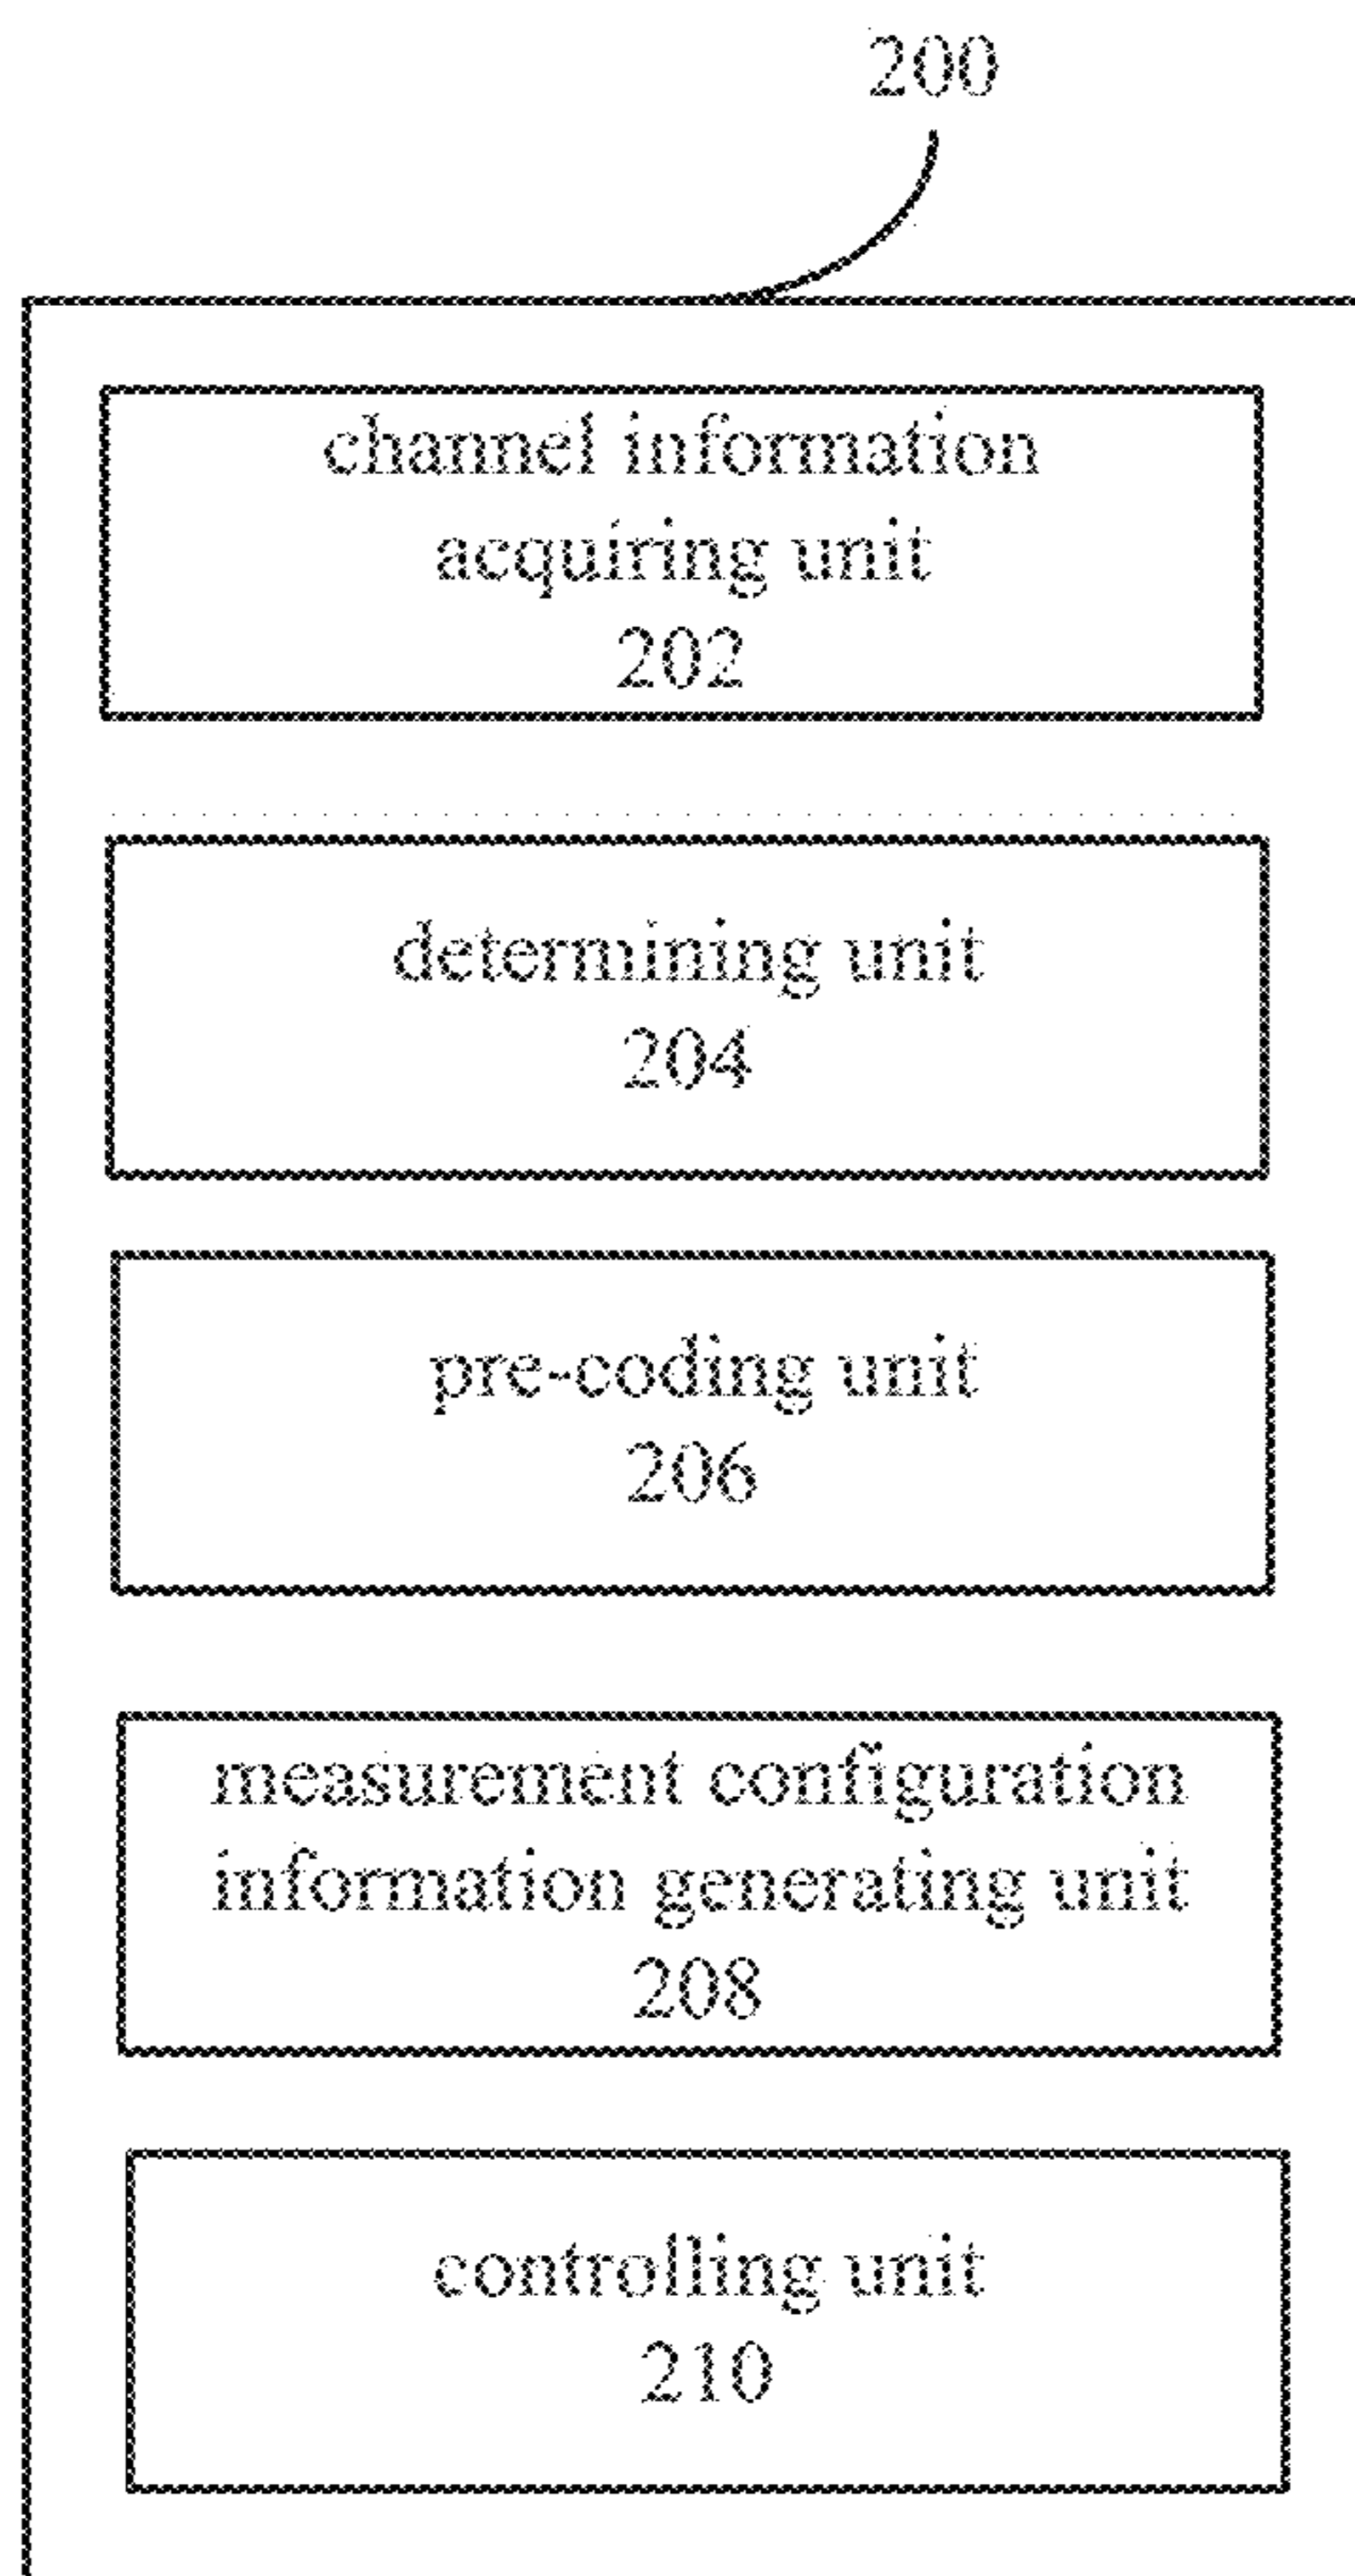 200
channel information
acquiring unit
202
determining unit
204
pre-coding unit
206
measurement configuration
information generating unit
208
controlling unit
210